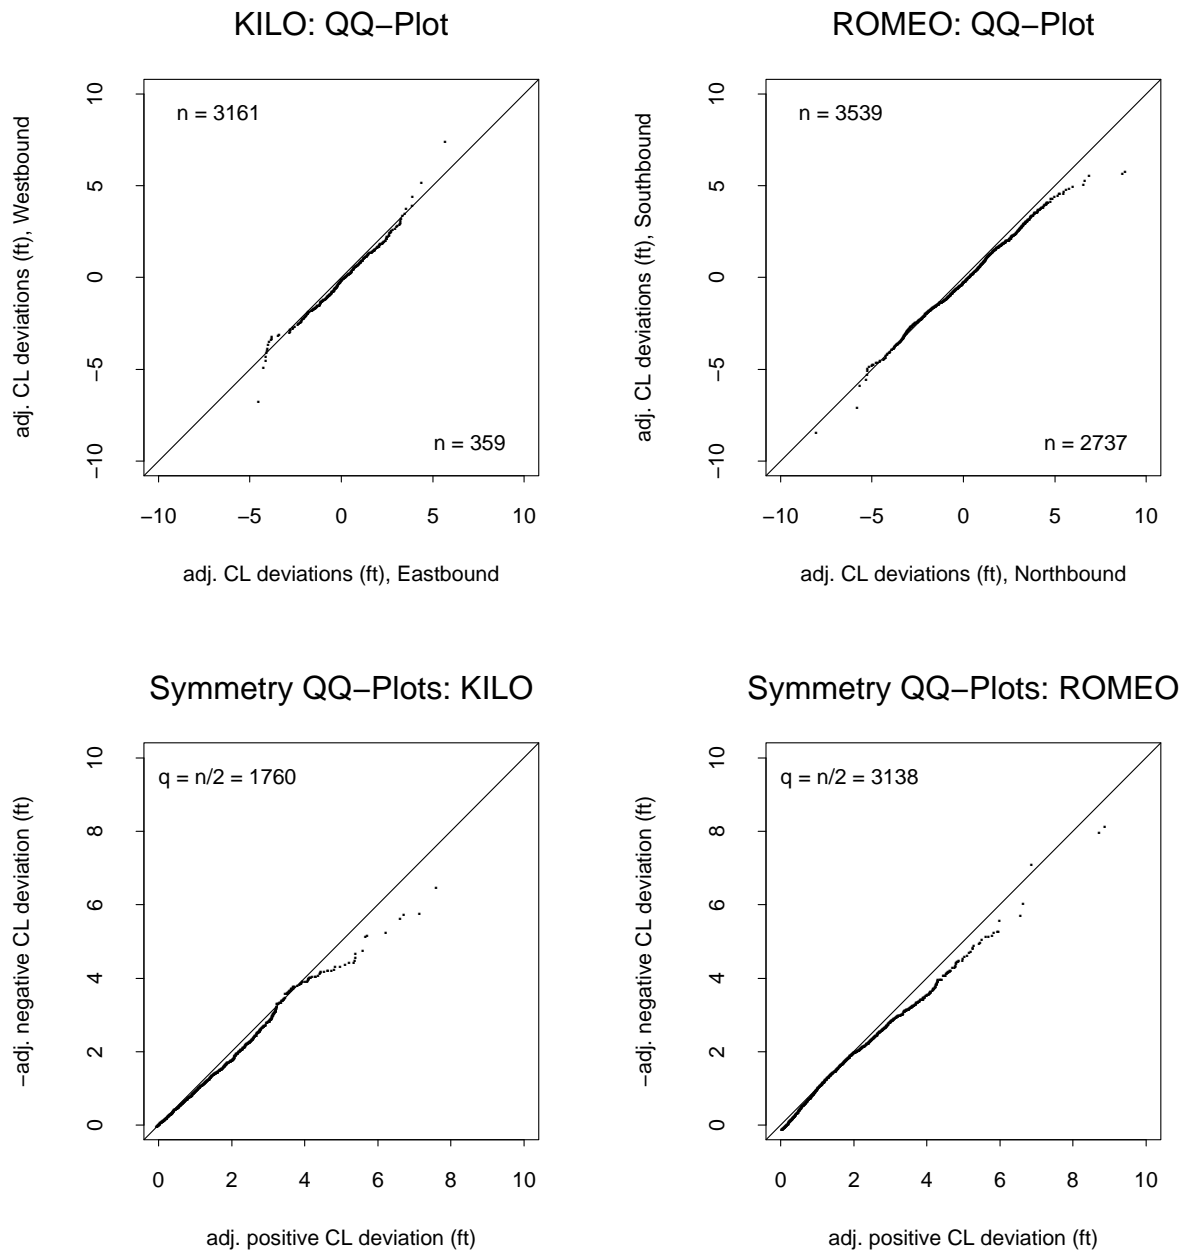 KILO: QQ−Plot
n = 3161
n = 359
10
5
0
−5
−10
−10 −5 0 5 10
adj. CL deviations (ft), Westbound
adj. CL deviations (ft), Eastbound
ROMEO: QQ−Plot
n = 3539
n = 2737
10
5
0
−5
−10
−10 −5 0 5 10
adj. CL deviations (ft), Southbound
adj. CL deviations (ft), Northbound
Symmetry QQ−Plots: KILO
q = n/2 = 1760
10
8
6
4
2
0
0 2 4 6 8 10
−adj. negative CL deviation (ft)
adj. positive CL deviation (ft)
Symmetry QQ−Plots: ROMEO
q = n/2 = 3138
10
8
6
4
2
0
0 2 4 6 8 10
−adj. negative CL deviation (ft)
adj. positive CL deviation (ft)